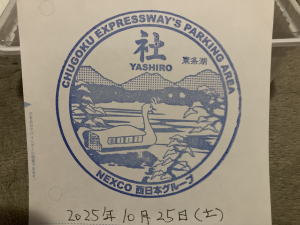 CHUGOKU EXPRESSWAY'S PARKING AREA
社
YASHIRO
東条湖
NEXCO 西日本グループ
2025年10月25日(土)